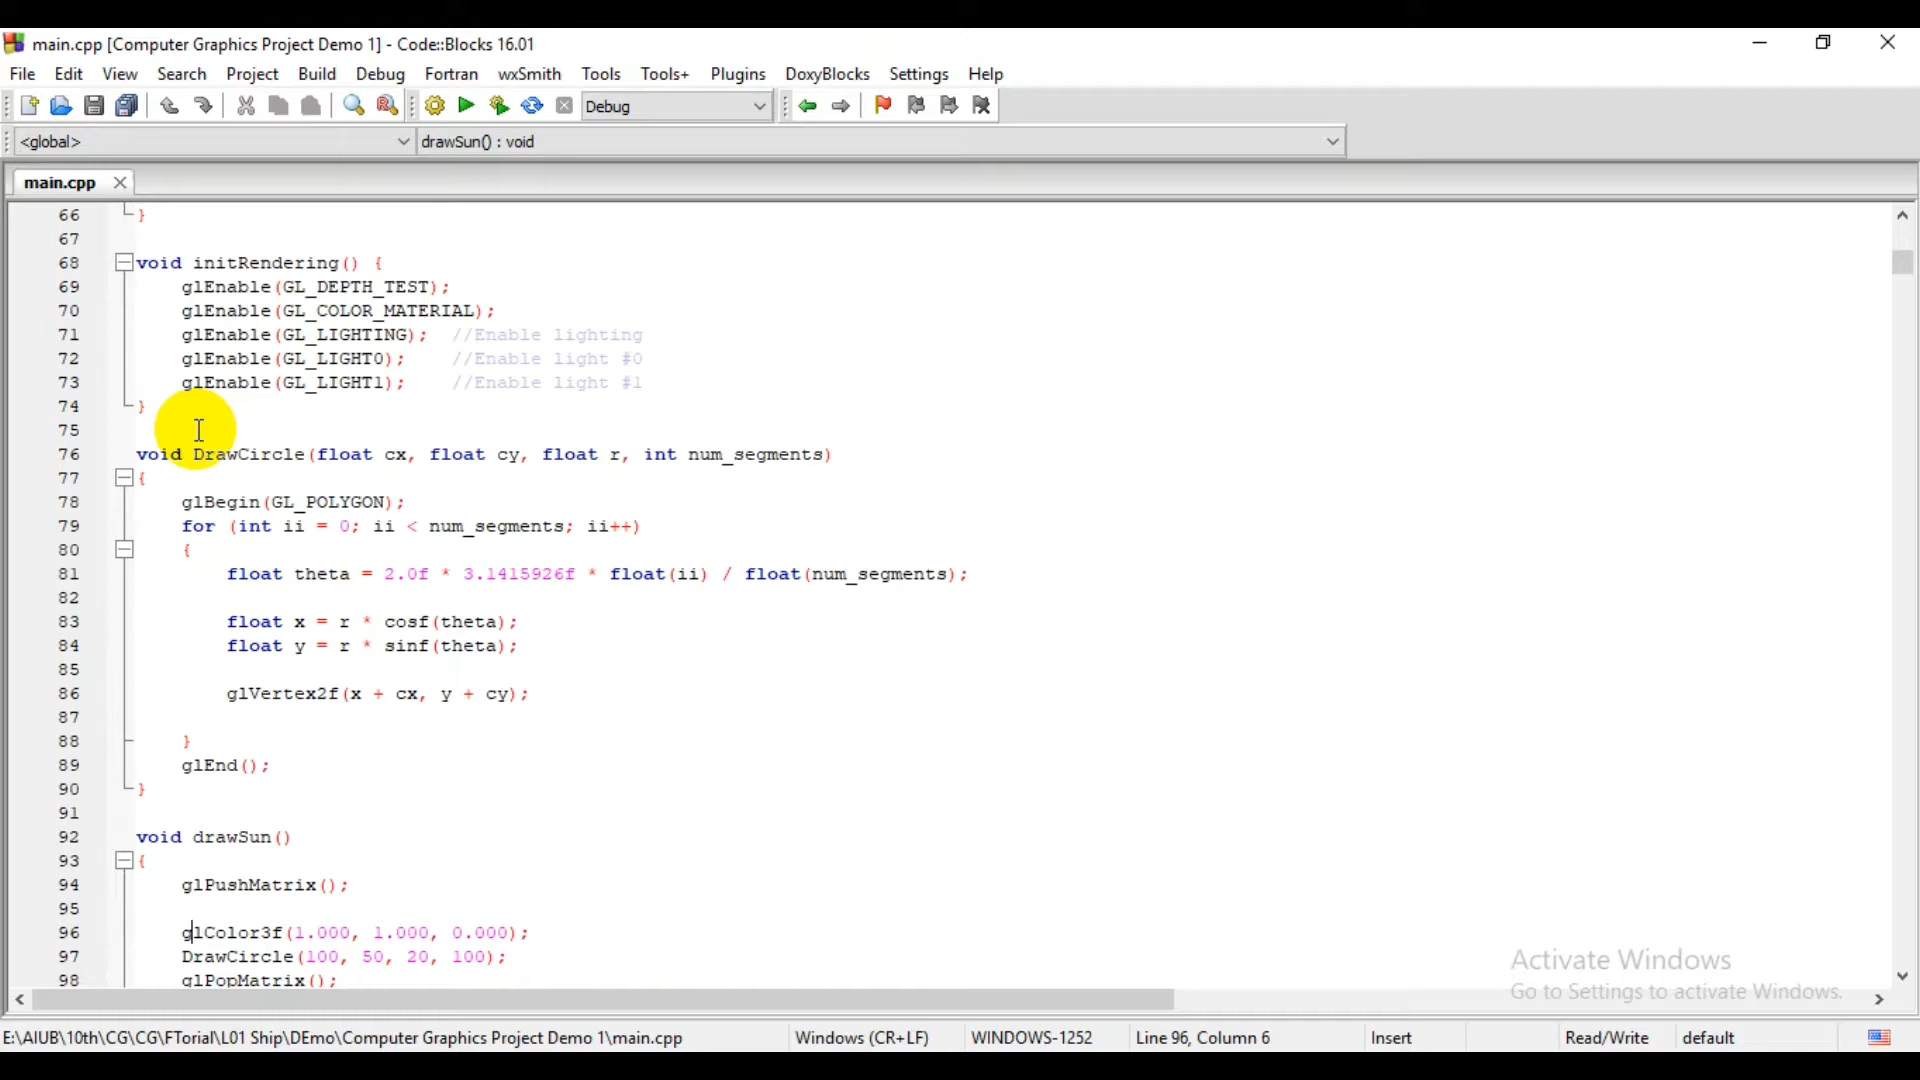 main.cpp [Computer Graphics Project Demo 1] - Code::Blocks 16.01
File Edit View Search Project Build Debug Fortran wxSmith Tools Tools+ Plugins DoxyBlocks Settings Help
Debug
<global> drawSun() : void
main.cpp
66 }
67
68 void initRendering() {
69 glEnable(GL_DEPTH_TEST);
70 glEnable(GL_COLOR_MATERIAL);
71 glEnable(GL_LIGHTING); //Enable lighting
72 glEnable(GL_LIGHT0); //Enable light #0
73 glEnable(GL_LIGHT1); //Enable light #1
74 }
75
76 void DrawCircle(float cx, float cy, float r, int num_segments)
77 {
78 glBegin(GL_POLYGON);
79 for (int ii = 0; ii < num_segments; ii++)
80 {
81 float theta = 2.0f * 3.1415926f * float(ii) / float(num_segments);
82
83 float x = r * cosf(theta);
84 float y = r * sinf(theta);
85
86 glVertex2f(x + cx, y + cy);
87
88 }
89 glEnd();
90 }
91
92 void drawSun()
93 {
94 glPushMatrix();
95
96 glColor3f(1.000, 1.000, 0.000);
97 DrawCircle(100, 50, 20, 100);
98 glPopMatrix();
Activate Windows
Go to Settings to activate Windows.
E:\AIUB\10th\CG\CG\FTorial\L01 Ship\DEmo\Computer Graphics Project Demo 1\main.cpp Windows (CR+LF) WINDOWS-1252 Line 96, Column 6 Insert Read/Write default